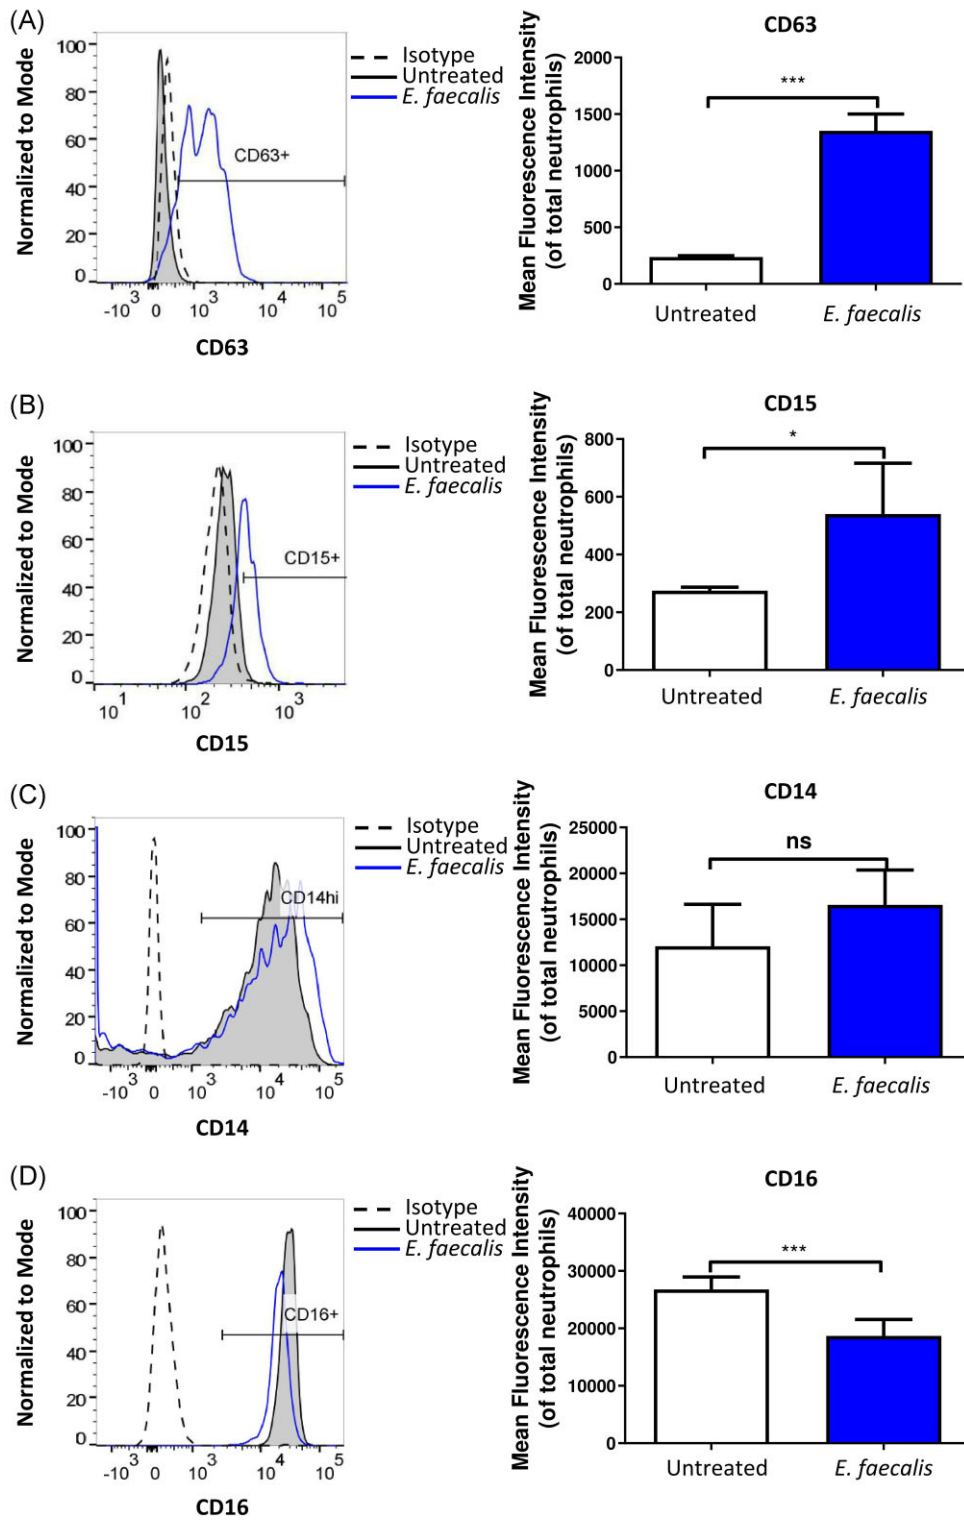 (A)
Normalized to Mode
100
80
60
40
20
0
CD63+
-10 3 0 10 3 10 4 10 5
CD63
Isotype
Untreated
E. faecalis
CD63
Mean Fluorescence Intensity
(of total neutrophils)
2000
1500
1000
500
0
***
Untreated E. faecalis
(B)
Normalized to Mode
100
80
60
40
20
0
CD15+
10 1 10 2 10 3
CD15
Isotype
Untreated
E. faecalis
CD15
Mean Fluorescence Intensity
(of total neutrophils)
800
600
400
200
0
*
Untreated E. faecalis
(C)
Normalized to Mode
100
80
60
40
20
0
CD14hi
-10 3 0 10 3 10 4 10 5
CD14
Isotype
Untreated
E. faecalis
CD14
Mean Fluorescence Intensity
(of total neutrophils)
25000
20000
15000
10000
5000
0
ns
Untreated E. faecalis
(D)
Normalized to Mode
100
80
60
40
20
0
CD16+
-10 3 0 10 3 10 4 10 5
CD16
Isotype
Untreated
E. faecalis
CD16
Mean Fluorescence Intensity
(of total neutrophils)
40000
30000
20000
10000
0
***
Untreated E. faecalis